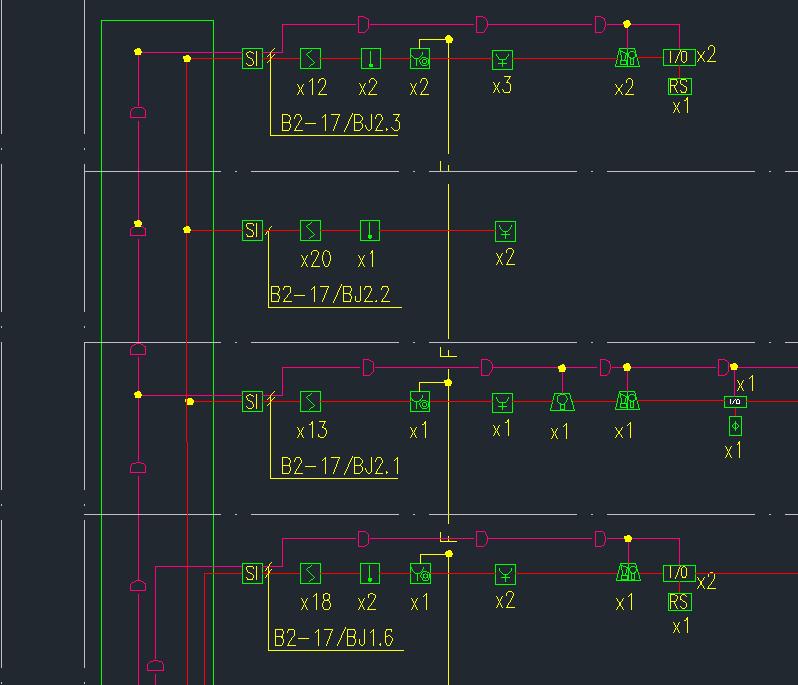 D D D
SI I/O x2
x12 x2 x2 x3 x2 RS
x1
B2-17/BJ2.3
F
SI
x20 x1 x2
B2-17/BJ2.2
F
D D D D
x1
SI I/O
x13 x1 x1 x1 x1 x1
B2-17/BJ2.1
F
D D D
SI I/O x2
x18 x2 x1 x2 x1 RS
x1
B2-17/BJ1.6